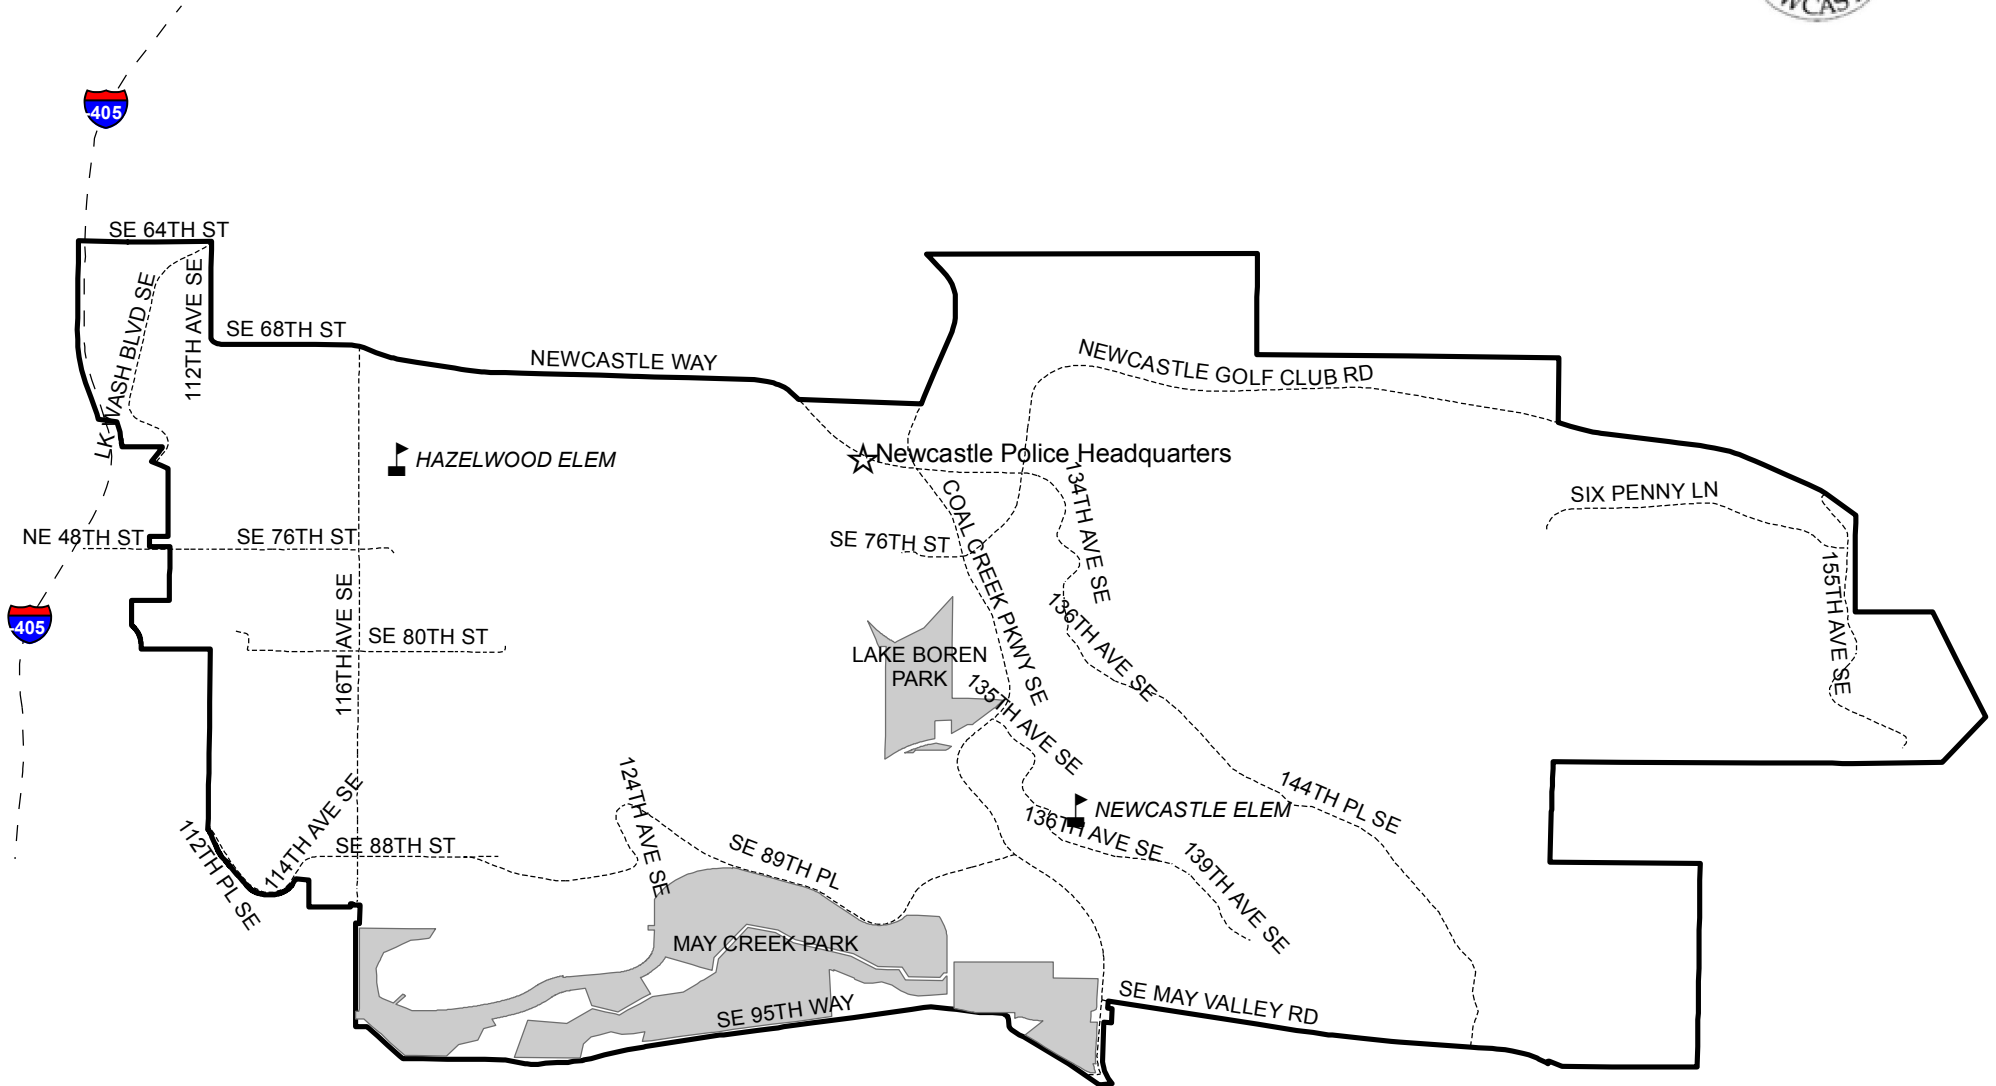 WCAS
-405
SE 64TH ST
LK WASH BLVD SE
112TH AVE SE
SE 68TH ST
NEWCASTLE WAY
NEWCASTLE GOLF CLUB RD
HAZELWOOD ELEM
Newcastle Police Headquarters
134TH AVE SE
COAL CREEK PKWY SE
SIX PENNY LN
NE 48TH ST
SE 76TH ST
SE 76TH ST
155TH AVE SE
116TH AVE SE
136TH AVE SE
-405
SE 80TH ST
LAKE BOREN
PARK
135TH AVE SE
124TH AVE SE
114TH AVE SE
144TH PL SE
NEWCASTLE ELEM
136TH AVE SE
112TH PL SE
SE 88TH ST
SE 89TH PL
139TH AVE SE
MAY CREEK PARK
SE 95TH WAY
SE MAY VALLEY RD